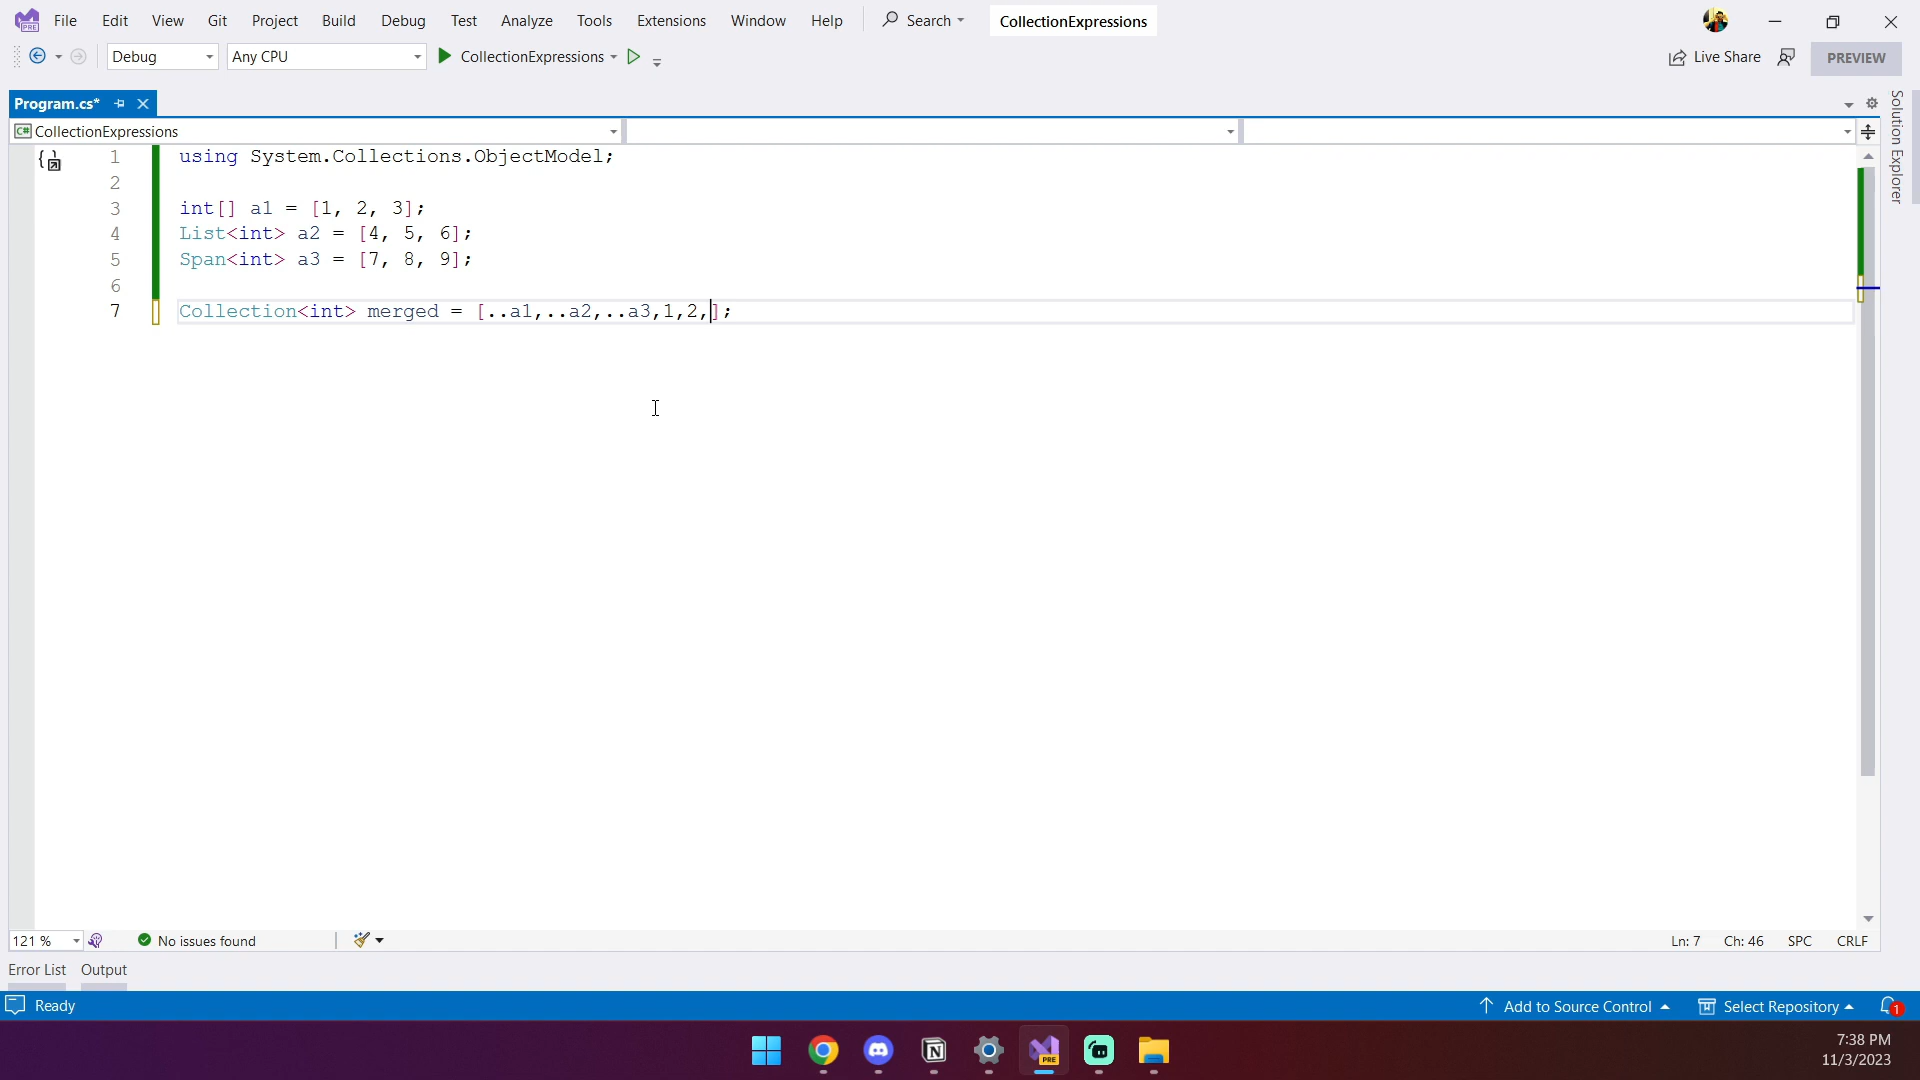 File Edit View Git Project Build Debug Test Analyze Tools Extensions Window Help Search CollectionExpressions
Debug Any CPU CollectionExpressions Live Share PREVIEW
Program.cs*
C# CollectionExpressions
Solution Explorer
1 using System.Collections.ObjectModel;
2
3 int[] a1 = [1, 2, 3];
4 List<int> a2 = [4, 5, 6];
5 Span<int> a3 = [7, 8, 9];
6
7 Collection<int> merged = [..a1,..a2,..a3,1,2,];
121 % No issues found Ln: 7 Ch: 46 SPC CRLF
Error List Output
Ready Add to Source Control Select Repository 1
PRE
7:38 PM
11/3/2023